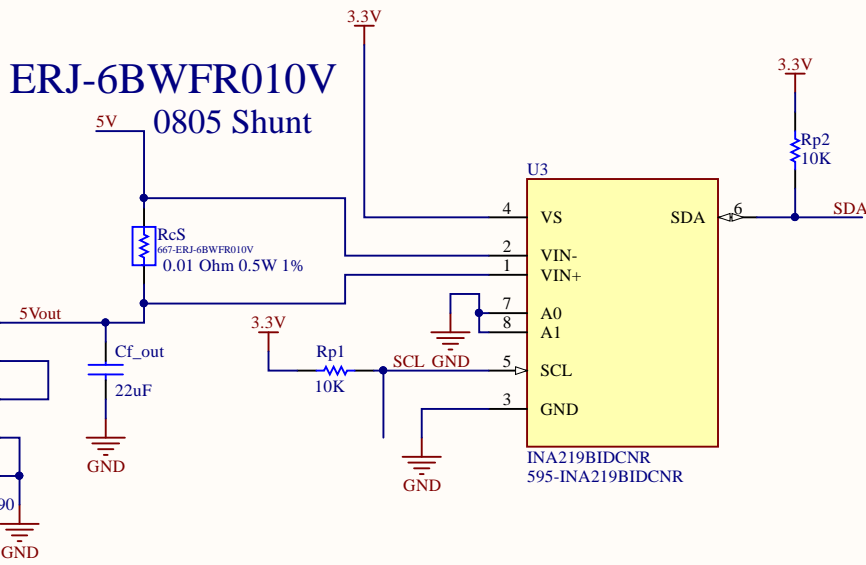 3.3V
ERJ-6BWFR010V
0805 Shunt
5V
3.3V
Rp2
10K
U3
4
VS
SDA
6
SDA
RcS
667-ERJ-6BWFR010V
0.01 Ohm 0.5W 1%
2
VIN-
1
VIN+
5Vout
3.3V
7
A0
8
A1
Cf_out
22uF
Rp1
10K
SCL
GND
5
SCL
3
GND
GND
INA219BIDCNR
595-INA219BIDCNR
GND
90
GND